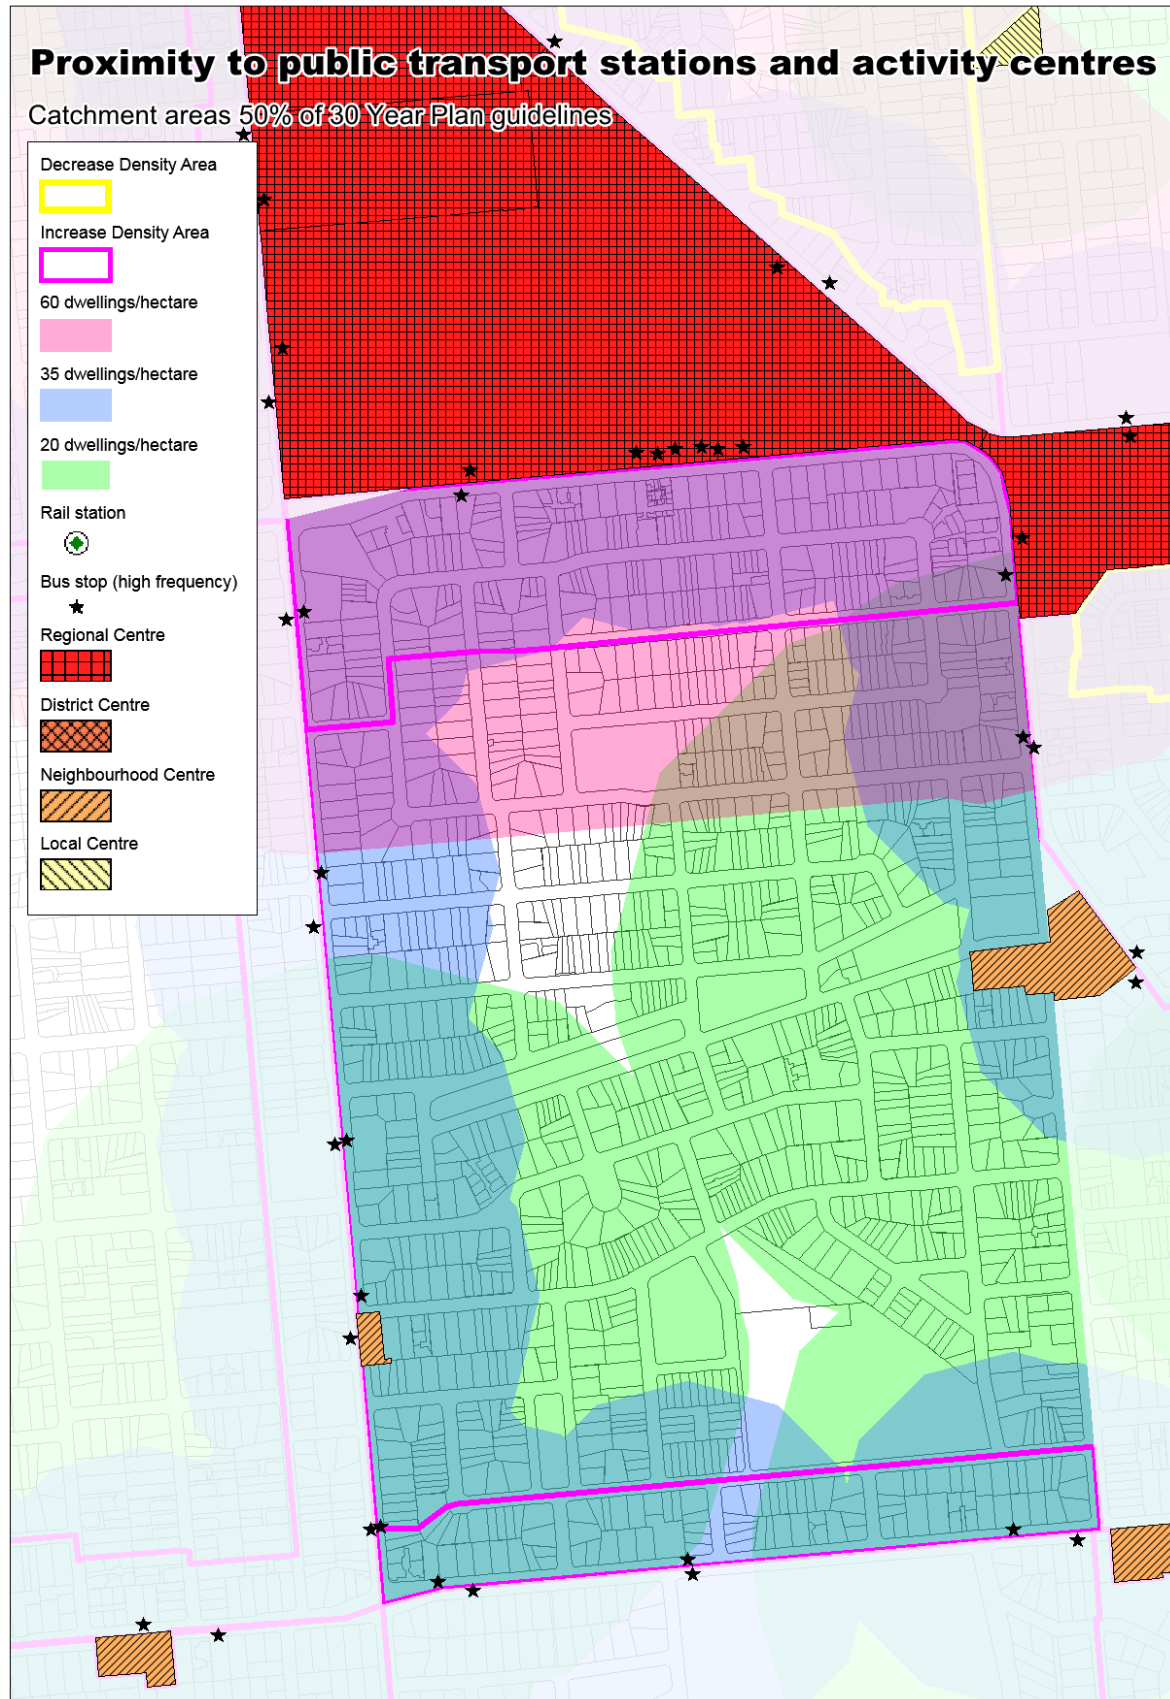 Proximity to public transport stations and activity centres
Catchment areas 50% of 30 Year Plan guidelines
Decrease Density Area
Increase Density Area
60 dwellings/hectare
35 dwellings/hectare
20 dwellings/hectare
Rail station
Bus stop (high frequency)
Regional Centre
District Centre
Neighbourhood Centre
Local Centre